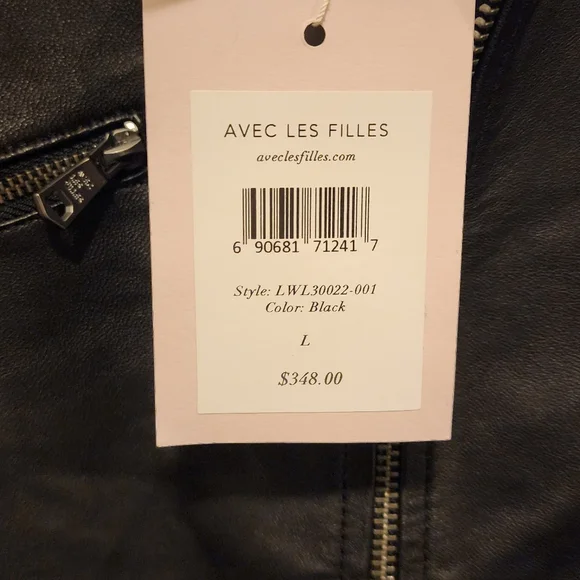 AVEC LES FILLES
aveclesfilles.com
6 90681 71241 7
Style: LWL30022-001
Color: Black
L
$348.00